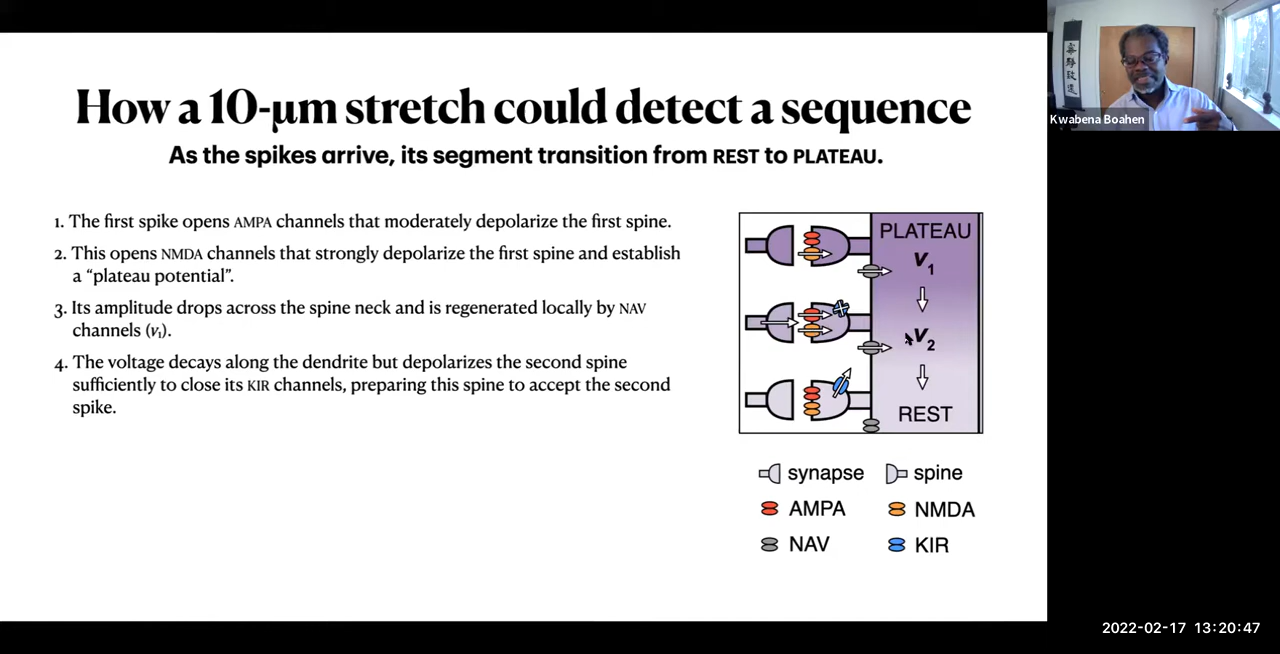 How a 10-µm stretch could detect a sequence
As the spikes arrive, its segment transition from REST to PLATEAU.
1. The first spike opens AMPA channels that moderately depolarize the first spine.
2. This opens NMDA channels that strongly depolarize the first spine and establish
a “plateau potential”.
3. Its amplitude drops across the spine neck and is regenerated locally by NAV
channels (v₁).
4. The voltage decays along the dendrite but depolarizes the second spine
sufficiently to close its KIR channels, preparing this spine to accept the second
spike.
PLATEAU
V₁
V₂
REST
synapse spine
AMPA NMDA
NAV KIR
Kwabena Boahen
2022-02-17 13:20:47